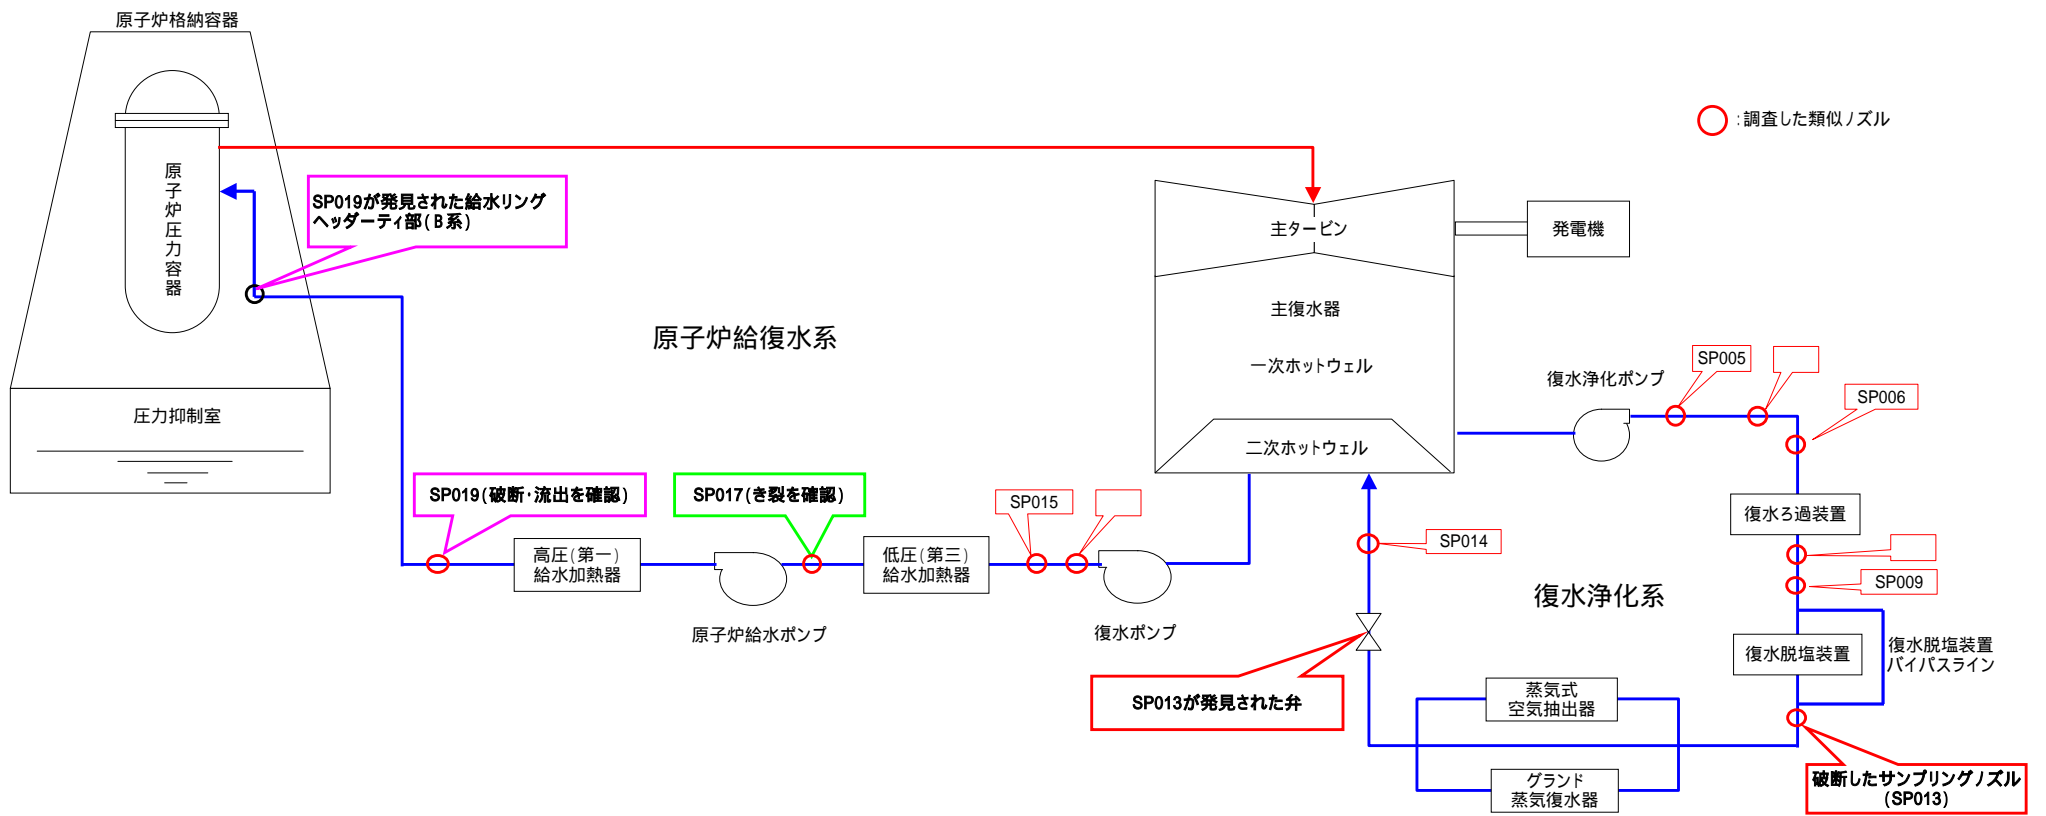 原子炉格納容器
原子炉圧力容器
圧力抑制室
SP019が発見された給水リング
ヘッダーティ部(B系)
原子炉給復水系
SP019(破断・流出を確認)
SP017(き裂を確認)
SP015
高圧(第一)
給水加熱器
低圧(第三)
給水加熱器
原子炉給水ポンプ
復水ポンプ
主タービン
発電機
主復水器
一次ホットウェル
二次ホットウェル
:調査した類似ノズル
復水浄化ポンプ
SP005
SP006
復水ろ過装置
SP014
SP009
復水浄化系
復水脱塩装置
復水脱塩装置
バイパスライン
SP013が発見された弁
蒸気式
空気抽出器
グランド
蒸気復水器
破断したサンプリングノズル
(SP013)